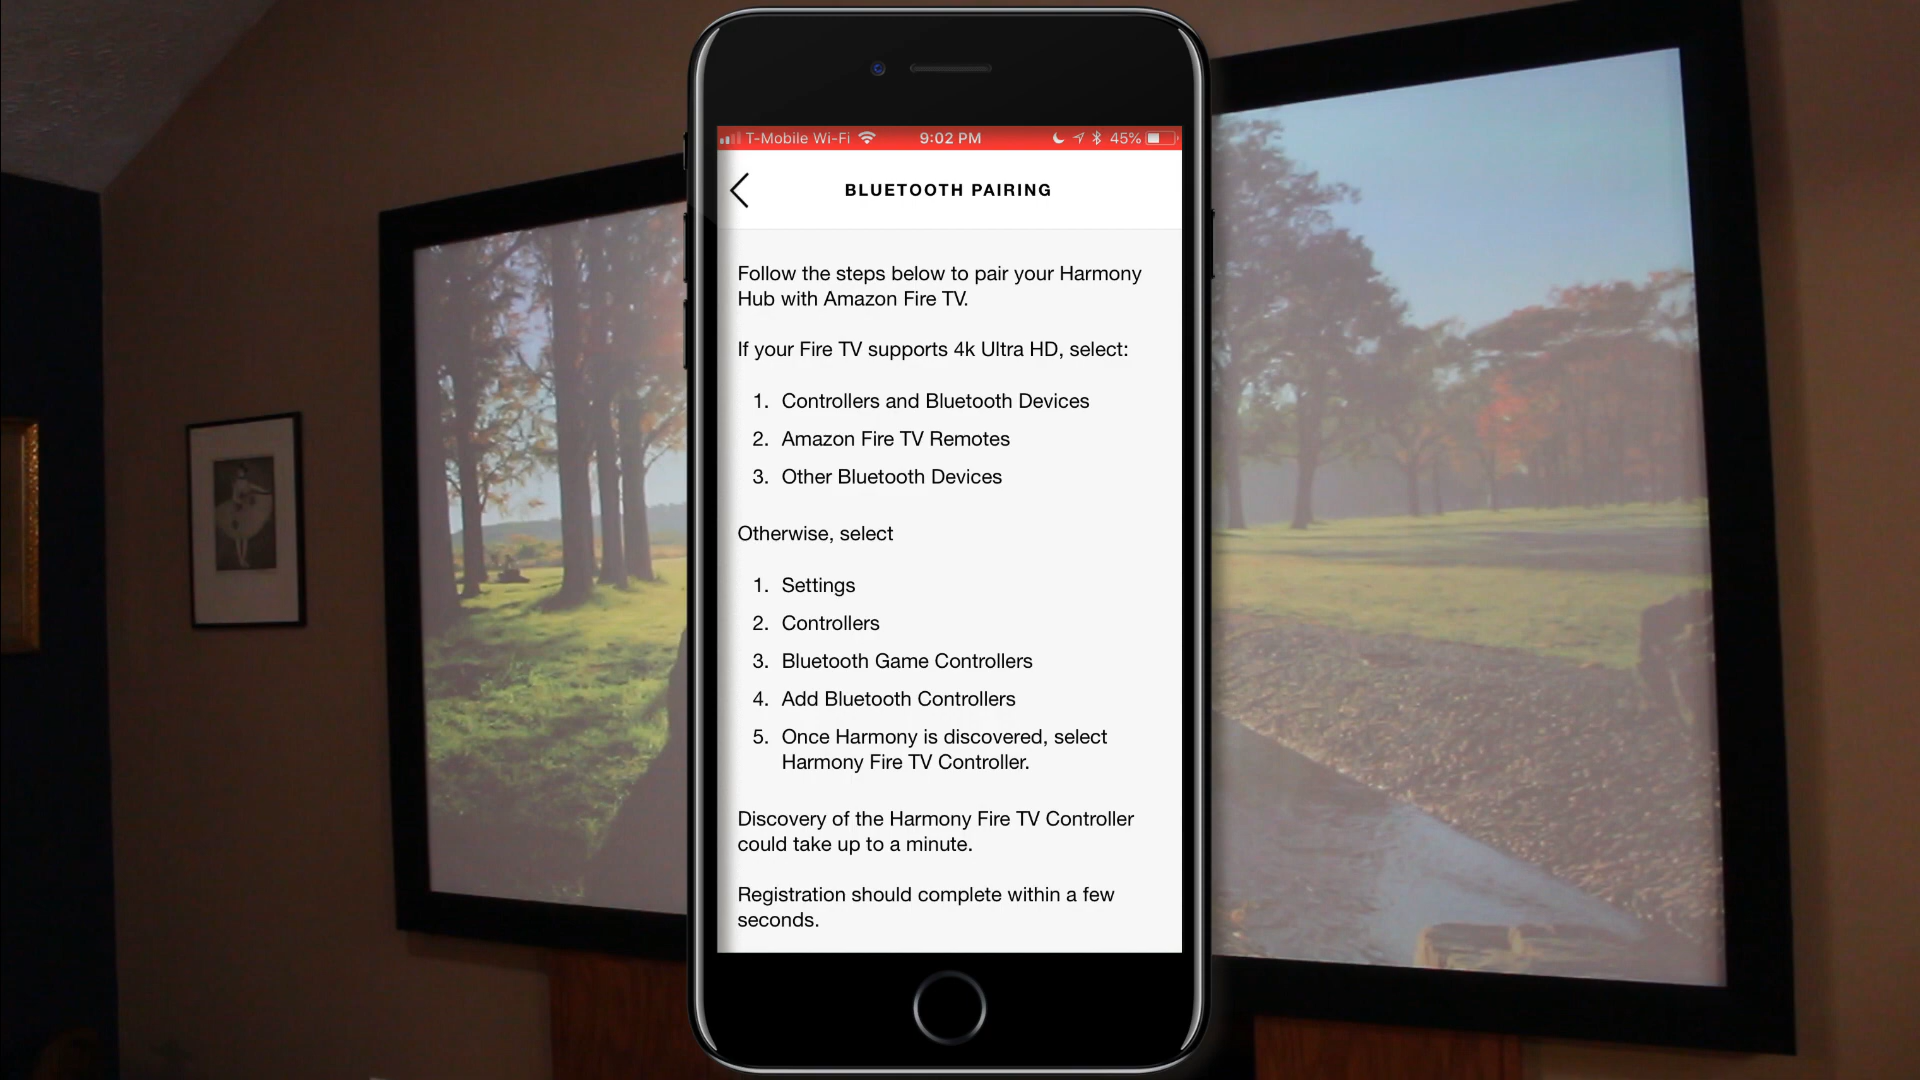 T-Mobile Wi-Fi 9:02 PM 45%
BLUETOOTH PAIRING
Follow the steps below to pair your Harmony
Hub with Amazon Fire TV.
If your Fire TV supports 4k Ultra HD, select:
1. Controllers and Bluetooth Devices
2. Amazon Fire TV Remotes
3. Other Bluetooth Devices
Otherwise, select
1. Settings
2. Controllers
3. Bluetooth Game Controllers
4. Add Bluetooth Controllers
5. Once Harmony is discovered, select
Harmony Fire TV Controller.
Discovery of the Harmony Fire TV Controller
could take up to a minute.
Registration should complete within a few
seconds.